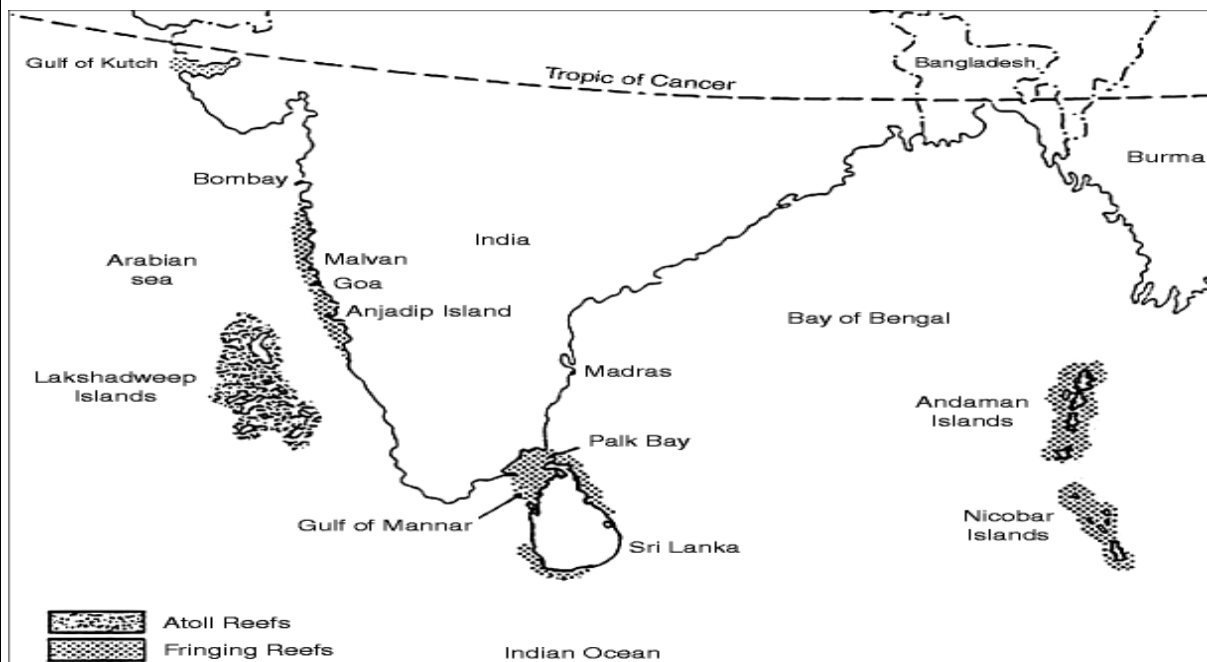 Gulf of Kutch
Tropic of Cancer
Bangladesh
Burma
Bombay
Arabian
sea
India
Malvan
Goa
Anjadip Island
Bay of Bengal
Lakshadweep
Islands
Madras
Andaman
Islands
Palk Bay
Gulf of Mannar
Sri Lanka
Nicobar
Islands
Atoll Reefs
Fringing Reefs
Indian Ocean